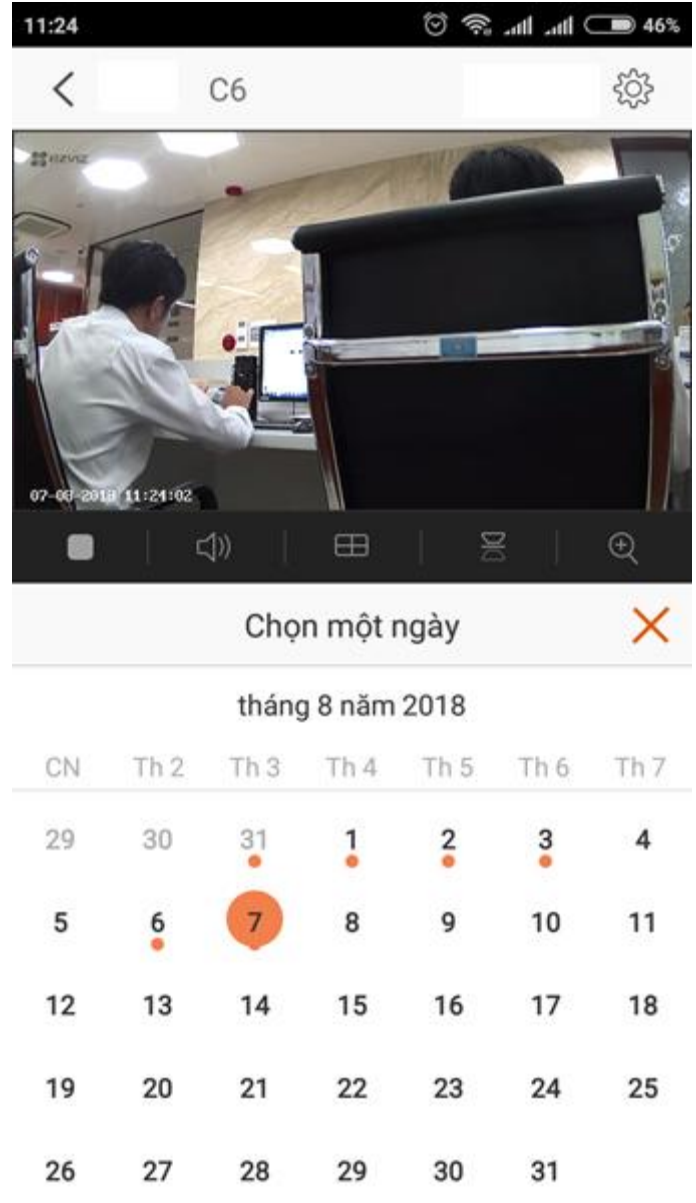 11:24 46%
C6
ezviz
07-08-2018 11:24:02
Chọn một ngày
tháng 8 năm 2018
CN Th 2 Th 3 Th 4 Th 5 Th 6 Th 7
29 30 31 1 2 3 4
5 6 7 8 9 10 11
12 13 14 15 16 17 18
19 20 21 22 23 24 25
26 27 28 29 30 31